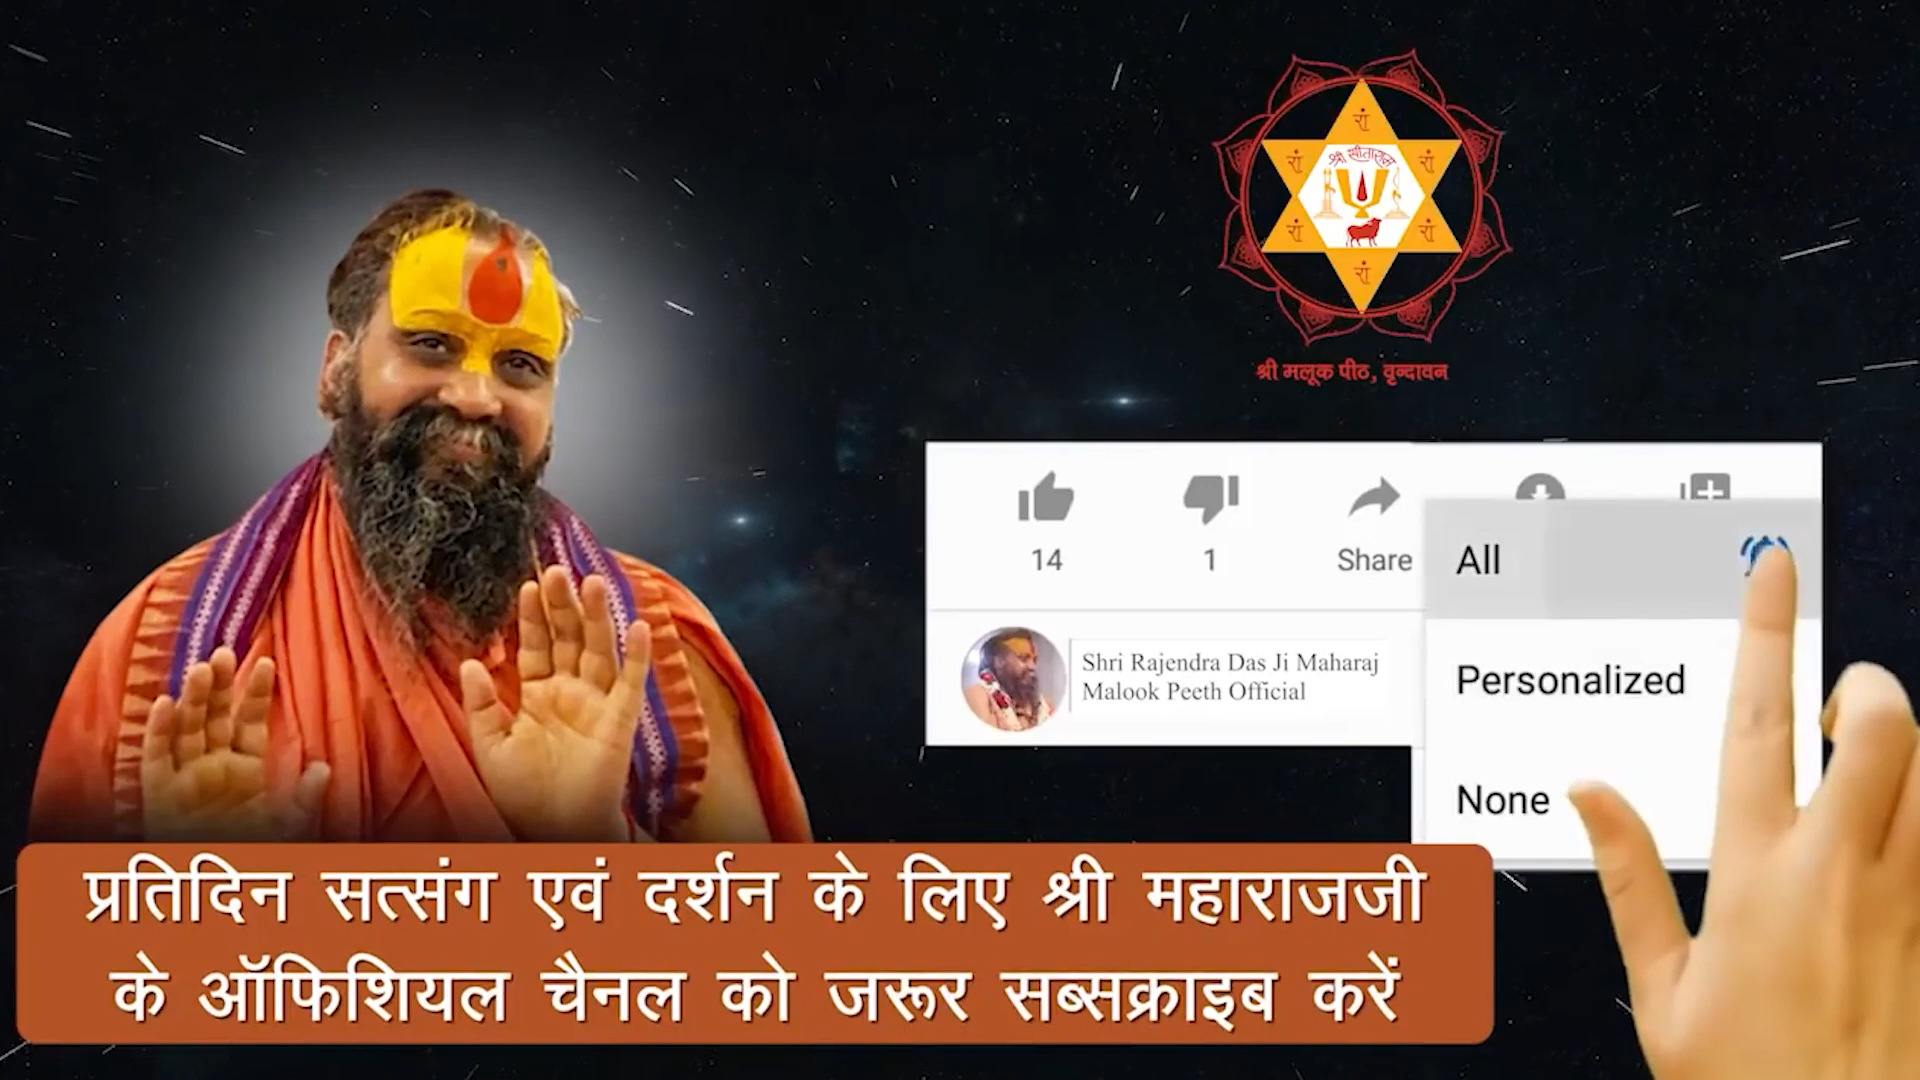 रां
श्री सीताराम
रां
रां
रां
रां
रां
श्री मलूक पीठ, वृन्दावन
14
1
Share
All
Shri Rajendra Das Ji Maharaj
Malook Peeth Official
Personalized
None
प्रतिदिन सत्संग एवं दर्शन के लिए श्री महाराजजी
के ऑफिशियल चैनल को जरूर सब्सक्राइब करें